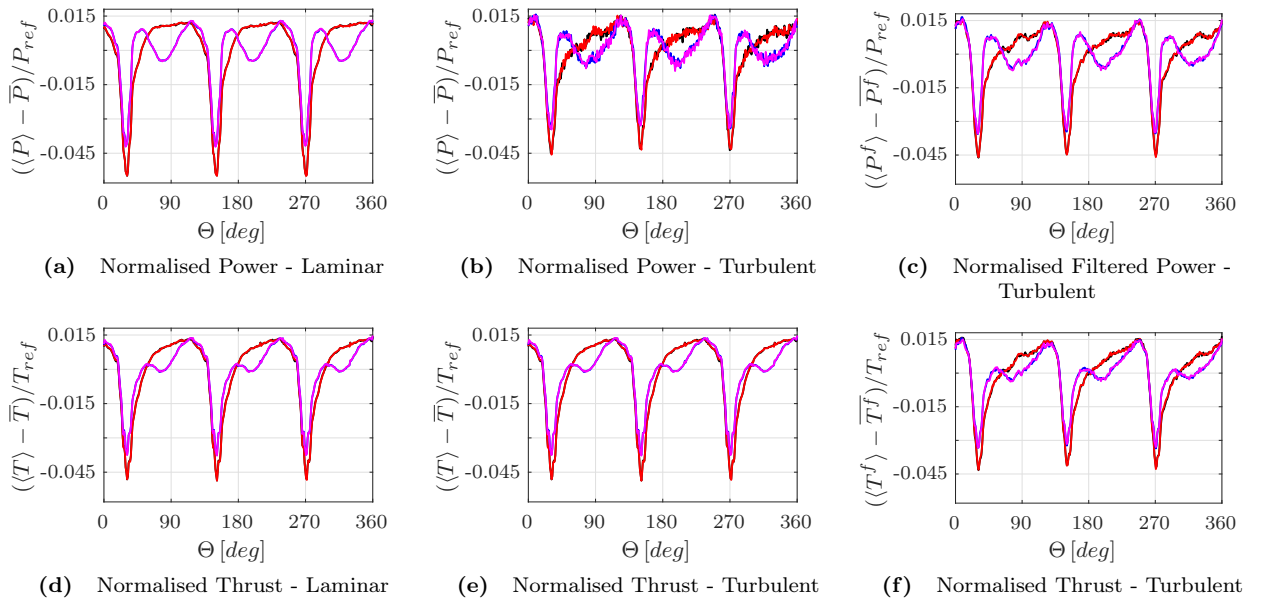 0.015
-0.015
-0.045
(⟨P⟩ − P̅)/P_ref
0 90 180 270 360
Θ [deg]
(a) Normalised Power - Laminar
0.015
-0.015
-0.045
(⟨P⟩ − P̅)/P_ref
0 90 180 270 360
Θ [deg]
(b) Normalised Power - Turbulent
0.015
-0.015
-0.045
(⟨P^f⟩ − \overline{P^f})/P_ref
0 90 180 270 360
Θ [deg]
(c) Normalised Filtered Power -
Turbulent
0.015
-0.015
-0.045
(⟨T⟩ − T̅)/T_ref
0 90 180 270 360
Θ [deg]
(d) Normalised Thrust - Laminar
0.015
-0.015
-0.045
(⟨T⟩ − T̅)/T_ref
0 90 180 270 360
Θ [deg]
(e) Normalised Thrust - Turbulent
0.015
-0.015
-0.045
(⟨T^f⟩ − \overline{T^f})/T_ref
0 90 180 270 360
Θ [deg]
(f) Normalised Thrust - Turbulent